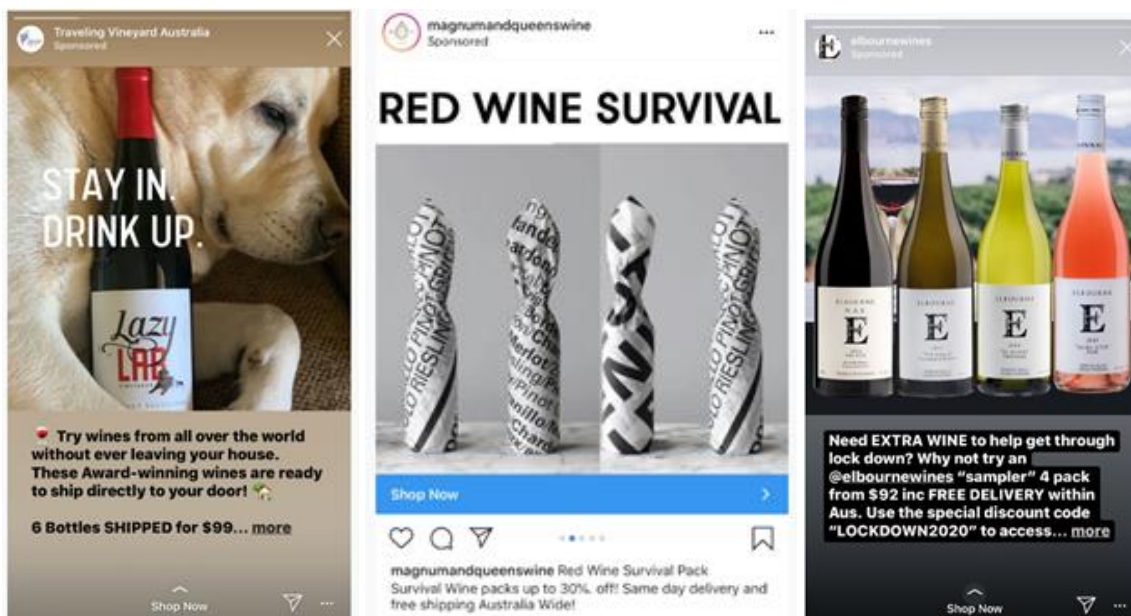 Traveling Vineyard Australia
Sponsored
STAY IN.
DRINK UP.
Lazy
LAB
🍷 Try wines from all over the world
without ever leaving your house.
These Award-winning wines are ready
to ship directly to your door! 🏡
6 Bottles SHIPPED for $99... more
Shop Now
magnumandqueenswine
Sponsored
RED WINE SURVIVAL
Shop Now
magnumandqueenswine Red Wine Survival Pack
Survival Wine packs up to 30%. off!! Same day delivery and
free shipping Australia Wide!
elbournewines
Sponsored
ELBOURNE
E
ELBOURNE
E
ELBOURNE
E
ELBOURNE
E
Need EXTRA WINE to help get through
lock down? Why not try an
@elbournewines “sampler” 4 pack
from $92 inc FREE DELIVERY within
Aus. Use the special discount code
“LOCKDOWN2020” to access... more
Shop Now